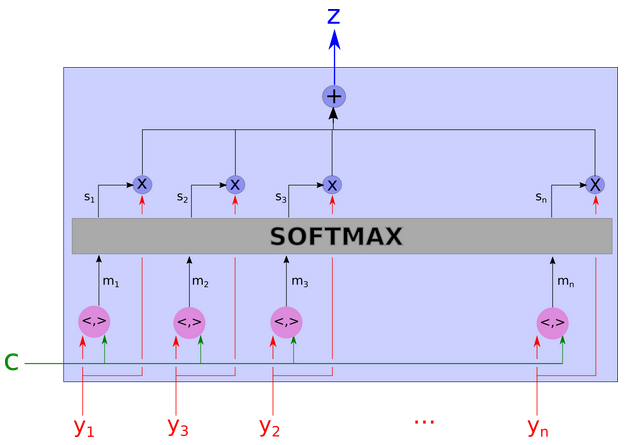 z
+
x x x x
s1 s2 s3 sn
SOFTMAX
m1 m2 m3 mn
<,> <,> <,> <,>
c
y1 y3 y2 ... yn